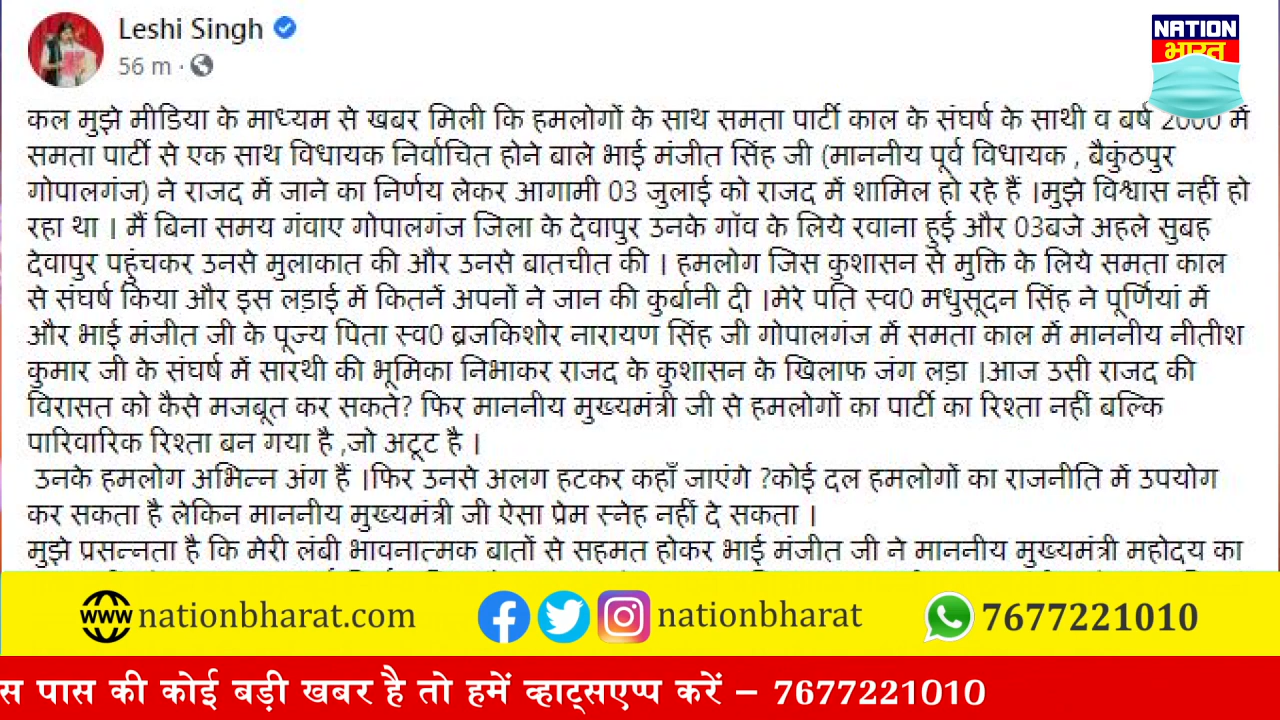 Leshi Singh
56 m ·
NATION
भारत
कल मुझे मीडिया के माध्यम से खबर मिली कि हमलोगों के साथ समता पार्टी काल के संघर्ष के साथी व बर्ष 2000 में
समता पार्टी से एक साथ विधायक निर्वाचित होने बाले भाई मंजीत सिंह जी (माननीय पूर्व विधायक , बैकुंठपुर
गोपालगंज) ने राजद में जाने का निर्णय लेकर आगामी 03 जुलाई को राजद में शामिल हो रहे हैं ।मुझे विश्वास नहीं हो
रहा था । मैं बिना समय गंवाए गोपालगंज जिला के देवापुर उनके गॉव के लिये रवाना हुई और 03बजे अहले सुबह
देवापुर पहुंचकर उनसे मुलाकात की और उनसे बातचीत की । हमलोग जिस कुशासन से मुक्ति के लिये समता काल
से संघर्ष किया और इस लड़ाई में कितनें अपनों ने जान की कुर्बानी दी ।मेरे पति स्व0 मधुसूदन सिंह ने पूर्णियां में
और भाई मंजीत जी के पूज्य पिता स्व0 ब्रजकिशोर नारायण सिंह जी गोपालगंज में समता काल में माननीय नीतीश
कुमार जी के संघर्ष में सारथी की भूमिका निभाकर राजद के कुशासन के खिलाफ जंग लड़ा ।आज उसी राजद की
विरासत को कैसे मजबूत कर सकते? फिर माननीय मुख्यमंत्री जी से हमलोगों का पार्टी का रिश्ता नहीं बल्कि
पारिवारिक रिश्ता बन गया है ,जो अटूट है ।
उनके हमलोग अभिन्न अंग हैं ।फिर उनसे अलग हटकर कहाँ जाएंगे ?कोई दल हमलोगों का राजनीति में उपयोग
कर सकता है लेकिन माननीय मुख्यमंत्री जी ऐसा प्रेम स्नेह नहीं दे सकता ।
मुझे प्रसन्नता है कि मेरी लंबी भावनात्मक बातों से सहमत होकर भाई मंजीत जी ने माननीय मुख्यमंत्री महोदय का
www nationbharat.com nationbharat 7677221010
स पास की कोई बड़ी खबर है तो हमें व्हाट्सएप्प करें – 7677221010